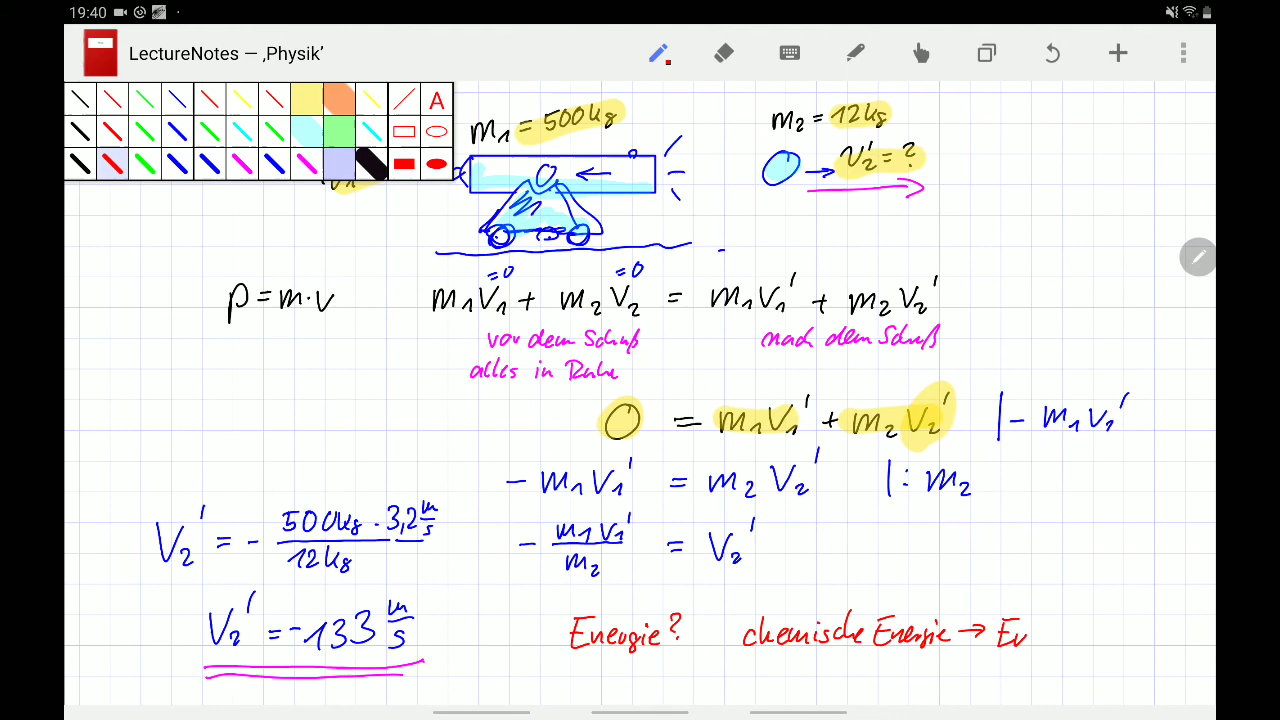 19:40
LectureNotes — ‚Physik‘
A
m₁ = 500kg
m₂ = 12kg
v₂' = ?
v₁
=0 =0
p = m·v m₁v₁ + m₂v₂ = m₁v₁' + m₂v₂'
vor dem Schuß nach dem Schuß
alles in Ruhe
0 = m₁v₁' + m₂v₂' |- m₁v₁'
- m₁v₁' = m₂v₂' |: m₂
v₂' = - 500kg · 3,2 m/s / 12kg
- m₁v₁' / m₂ = v₂'
v₂' = -133 m/s
Energie? chemische Energie → Ev